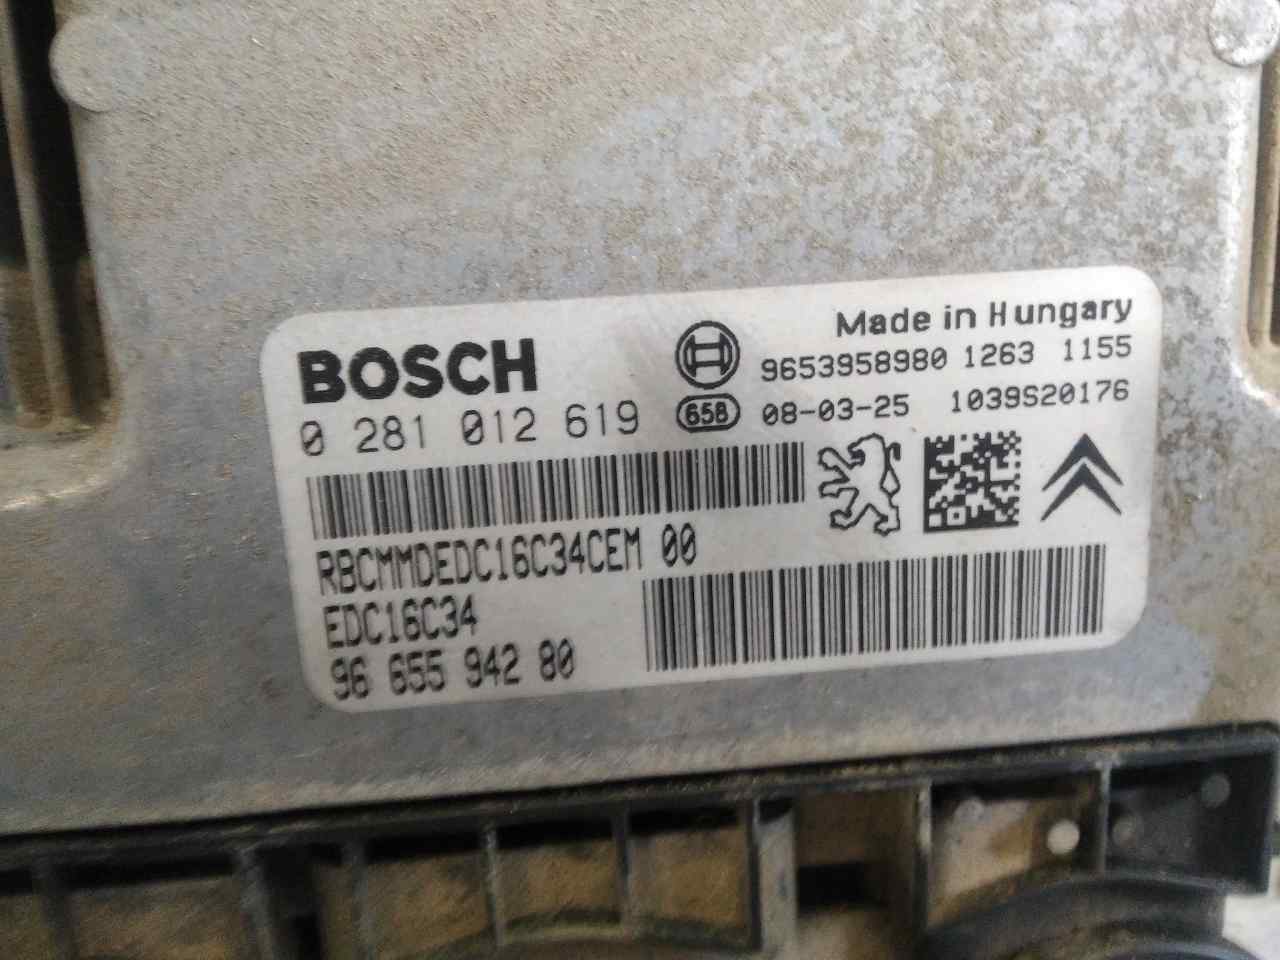 Made in Hungary
BOSCH
9653958980 1263 1155
0 281 012 619
658 08-03-25 1039S20176
RBCMMDEDC16C34CEM 00
EDC16C34
96 655 942 80